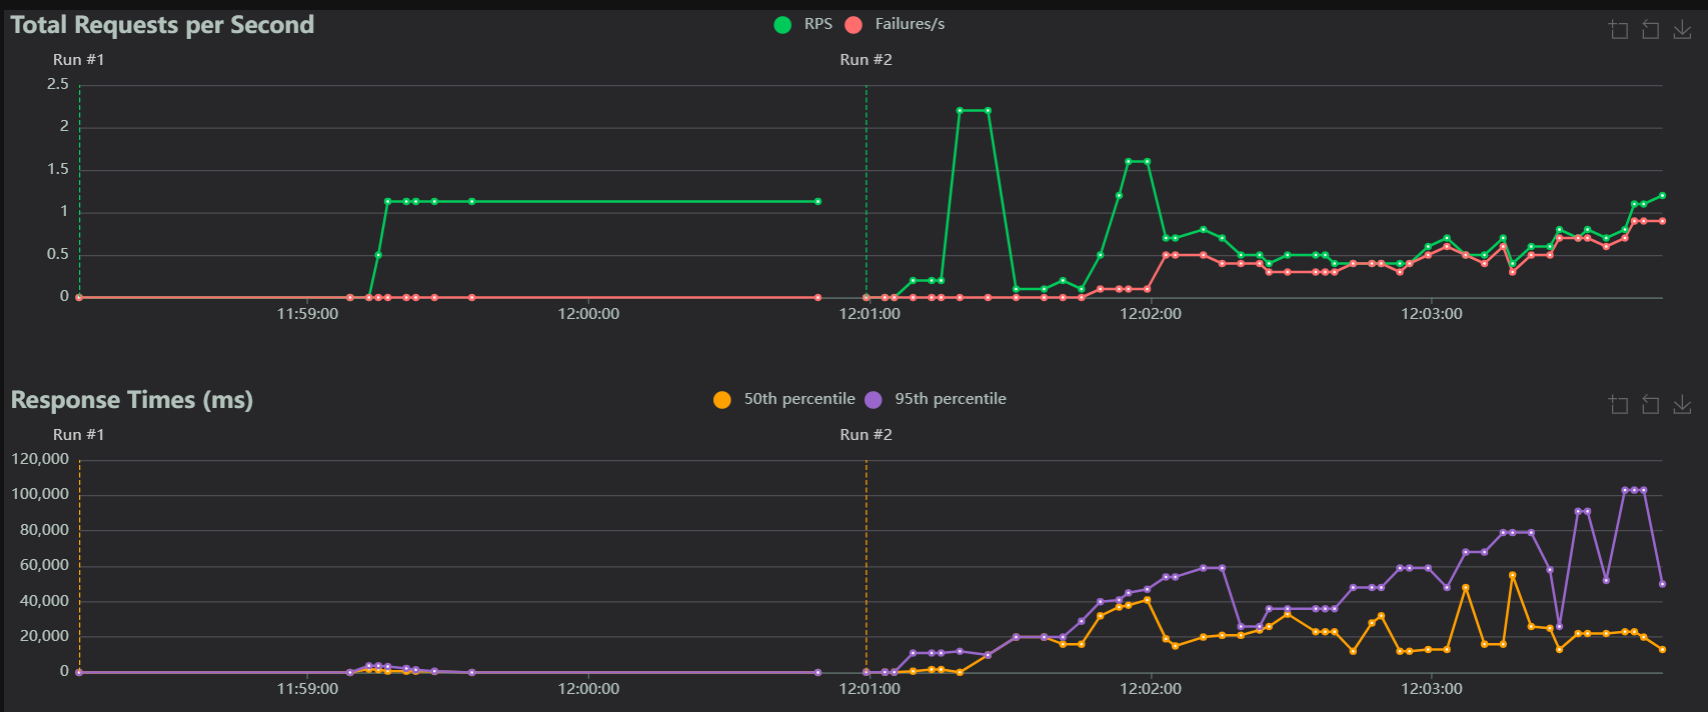 Total Requests per Second
RPS Failures/s
Run #1 Run #2
2.5
2
1.5
1
0.5
0
11:59:00 12:00:00 12:01:00 12:02:00 12:03:00
Response Times (ms)
50th percentile 95th percentile
Run #1 Run #2
120,000
100,000
80,000
60,000
40,000
20,000
0
11:59:00 12:00:00 12:01:00 12:02:00 12:03:00